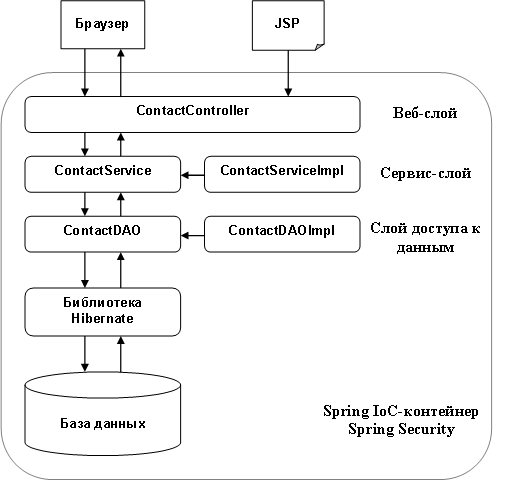 Браузер
JSP
ContactController
Веб-слой
ContactService
ContactServiceImpl
Сервис-слой
ContactDAO
ContactDAOImpl
Слой доступа к
данным
Библиотека
Hibernate
База данных
Spring IoC-контейнер
Spring Security